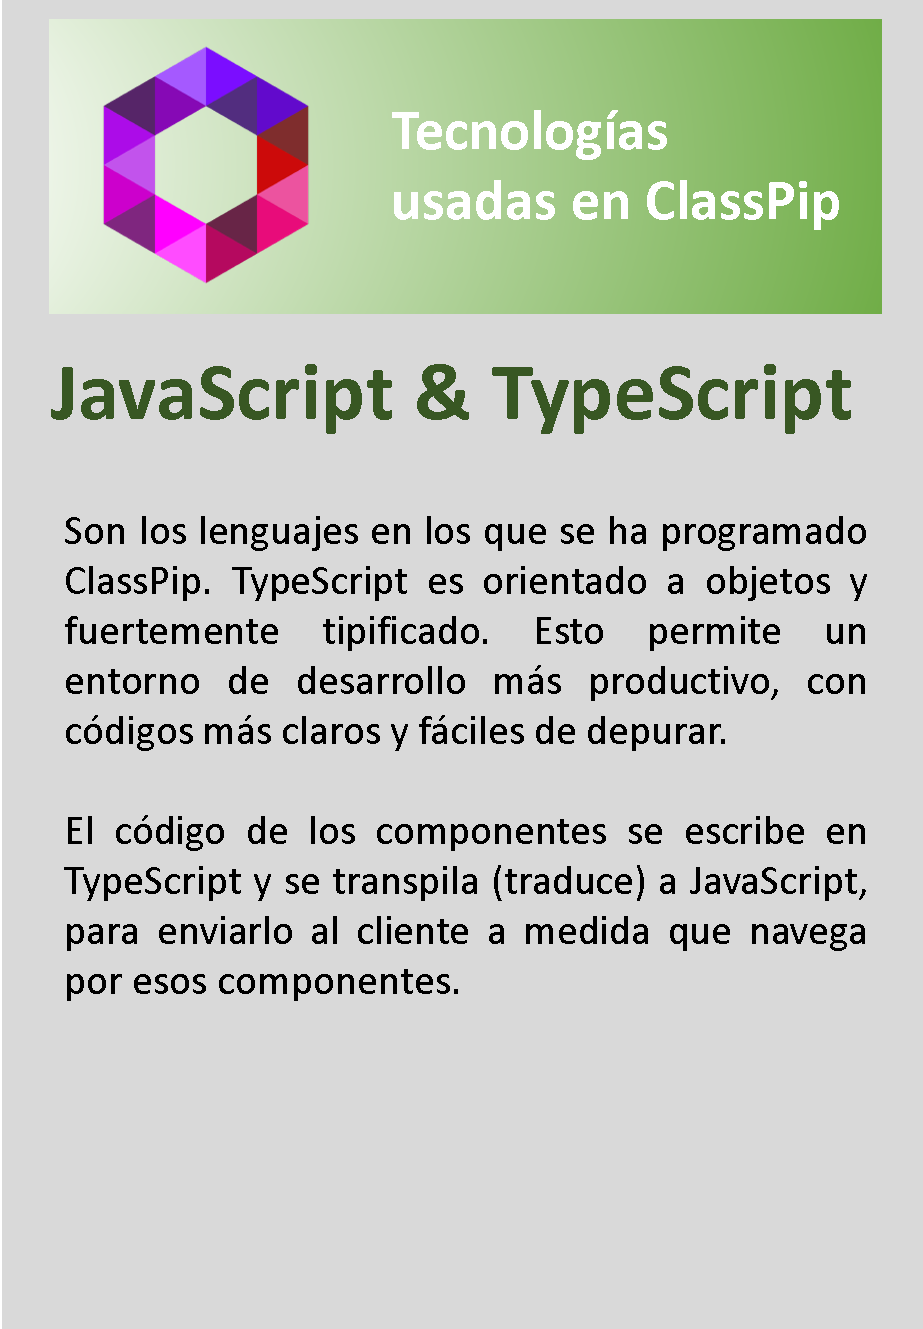 Tecnologías
usadas en ClassPip
JavaScript & TypeScript
Son los lenguajes en los que se ha programado
ClassPip. TypeScript es orientado a objetos y
fuertemente tipificado. Esto permite un
entorno de desarrollo más productivo, con
códigos más claros y fáciles de depurar.
El código de los componentes se escribe en
TypeScript y se transpila (traduce) a JavaScript,
para enviarlo al cliente a medida que navega
por esos componentes.